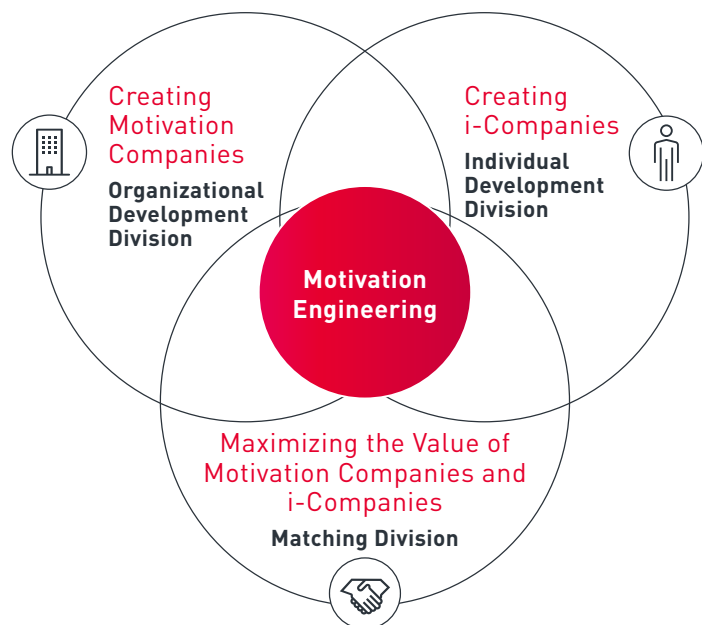 Creating
Motivation
Companies
Organizational
Development
Division
Creating
i-Companies
Individual
Development
Division
Motivation
Engineering
Maximizing the Value of
Motivation Companies and
i-Companies
Matching Division